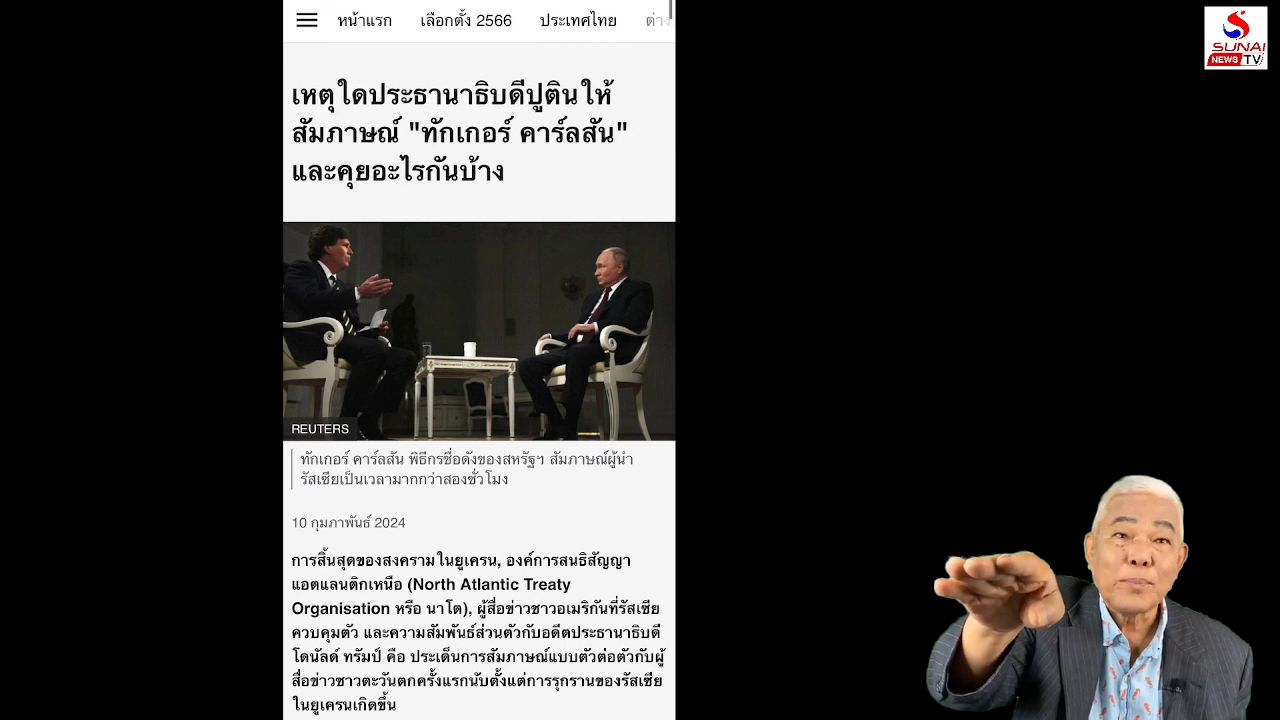 หน้าแรก เลือกตั้ง 2566 ประเทศไทย ต่าง
SUNAI
NEWS TV
เหตุใดประธานาธิบดีปูตินให้
สัมภาษณ์ "ทักเกอร์ คาร์ลสัน"
และคุยอะไรกันบ้าง
REUTERS
ทักเกอร์ คาร์ลสัน พิธีกรชื่อดังของสหรัฐฯ สัมภาษณ์ผู้นำ
รัสเซียเป็นเวลามากกว่าสองชั่วโมง
10 กุมภาพันธ์ 2024
การสิ้นสุดของสงครามในยูเครน, องค์การสนธิสัญญา
แอตแลนติกเหนือ (North Atlantic Treaty
Organisation หรือ นาโต), ผู้สื่อข่าวชาวอเมริกันที่รัสเซีย
ควบคุมตัว และความสัมพันธ์ส่วนตัวกับอดีตประธานาธิบดี
โดนัลด์ ทรัมป์ คือ ประเด็นการสัมภาษณ์แบบตัวต่อตัวกับผู้
สื่อข่าวชาวตะวันตกครั้งแรกนับตั้งแต่การรุกรานของรัสเซีย
ในยูเครนเกิดขึ้น